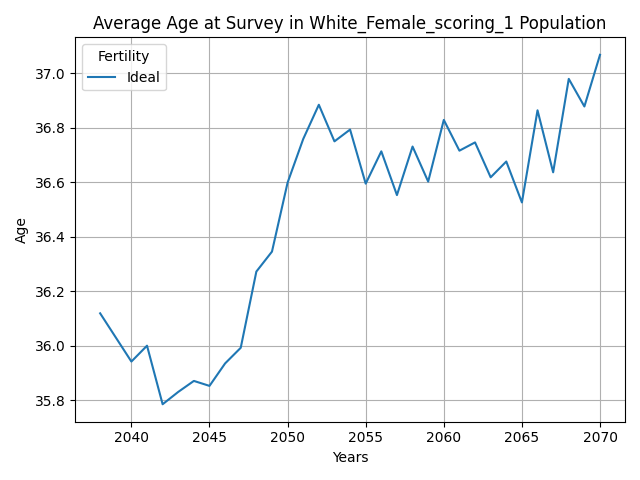 Average Age at Survey in White_Female_scoring_1 Population
Fertility
Ideal
37.0
36.8
36.6
36.4
36.2
36.0
35.8
Age
2040 2045 2050 2055 2060 2065 2070
Years